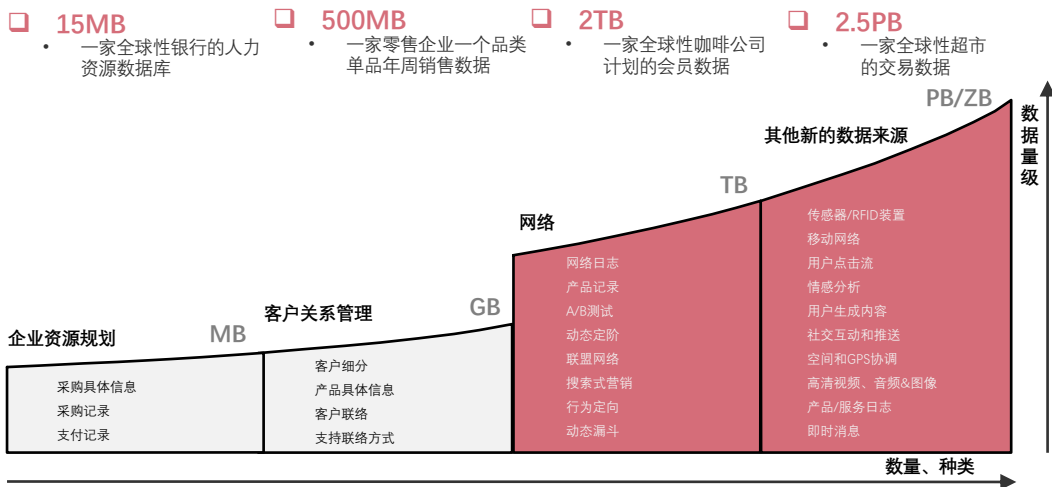 15MB
• 一家全球性银行的人力
资源数据库
500MB
• 一家零售企业一个品类
单品年周销售数据
2TB
• 一家全球性咖啡公司
计划的会员数据
2.5PB
• 一家全球性超市
的交易数据
企业资源规划
MB
采购具体信息
采购记录
支付记录
客户关系管理
GB
客户细分
产品具体信息
客户联络
支持联络方式
网络
TB
网络日志
产品记录
A/B测试
动态定阶
联盟网络
搜索式营销
行为定向
动态漏斗
其他新的数据来源
PB/ZB
传感器/RFID装置
移动网络
用户点击流
情感分析
用户生成内容
社交互动和推送
空间和GPS协调
高清视频、音频&图像
产品/服务日志
即时消息
数据量级
数量、种类